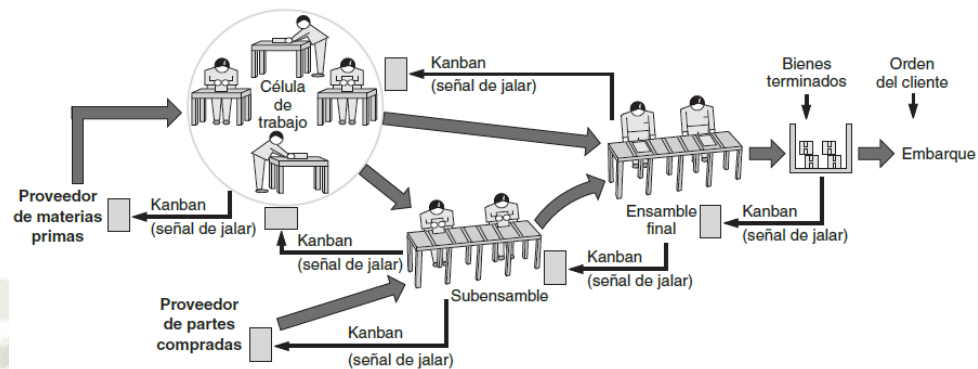 Kanban
(señal de jalar)
Célula
de
trabajo
Bienes
terminados
Orden
del cliente
Embarque
Proveedor
de materias
primas
Kanban
(señal de jalar)
Kanban
(señal de jalar)
Ensamble
final
Kanban
(señal de jalar)
Kanban
(señal de jalar)
Subensamble
Proveedor
de partes
compradas
Kanban
(señal de jalar)